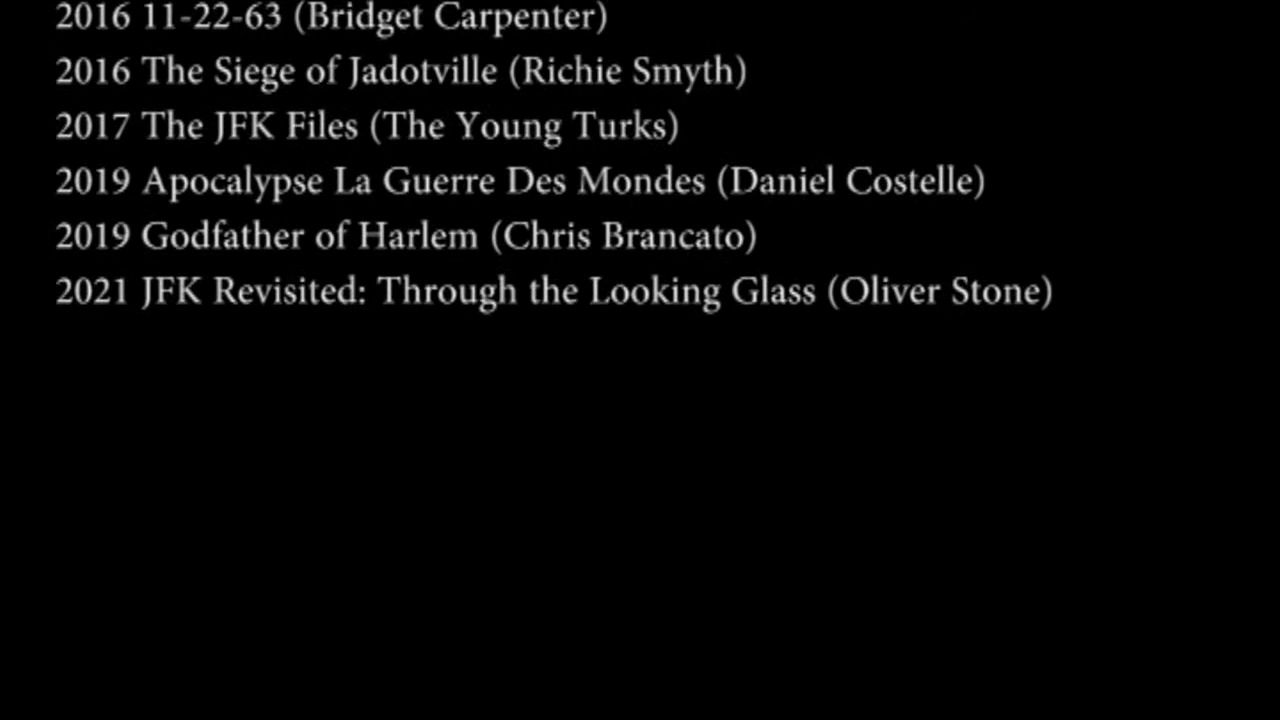 2016 11-22-63 (Bridget Carpenter)
2016 The Siege of Jadotville (Richie Smyth)
2017 The JFK Files (The Young Turks)
2019 Apocalypse La Guerre Des Mondes (Daniel Costelle)
2019 Godfather of Harlem (Chris Brancato)
2021 JFK Revisited: Through the Looking Glass (Oliver Stone)